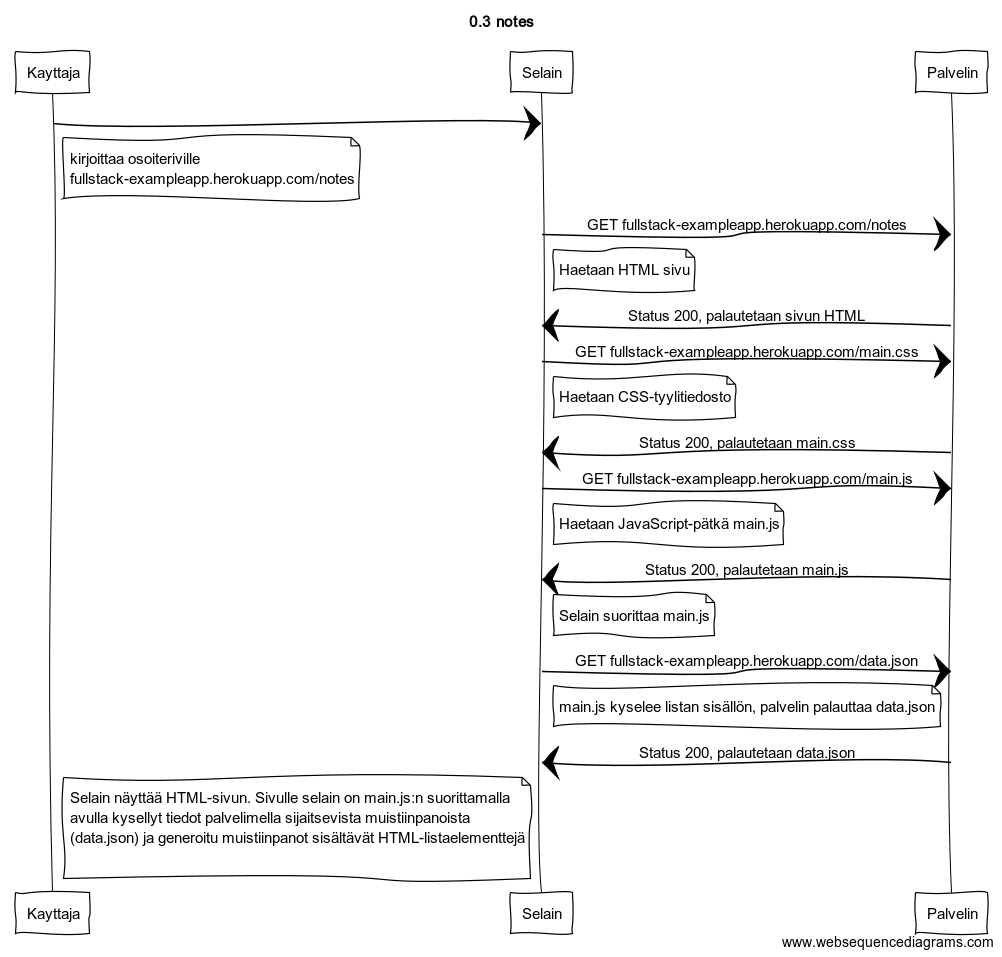 0.3 notes
Kayttaja
Selain
Palvelin
kirjoittaa osoiteriville
fullstack-exampleapp.herokuapp.com/notes
GET fullstack-exampleapp.herokuapp.com/notes
Haetaan HTML sivu
Status 200, palautetaan sivun HTML
GET fullstack-exampleapp.herokuapp.com/main.css
Haetaan CSS-tyylitiedosto
Status 200, palautetaan main.css
GET fullstack-exampleapp.herokuapp.com/main.js
Haetaan JavaScript-pätkä main.js
Status 200, palautetaan main.js
Selain suorittaa main.js
GET fullstack-exampleapp.herokuapp.com/data.json
main.js kyselee listan sisällön, palvelin palauttaa data.json
Status 200, palautetaan data.json
Selain näyttää HTML-sivun. Sivulle selain on main.js:n suorittamalla
avulla kysellyt tiedot palvelimella sijaitsevista muistiinpanoista
(data.json) ja generoitu muistiinpanot sisältävät HTML-listaelementtejä
Kayttaja
Selain
Palvelin
www.websequencediagrams.com